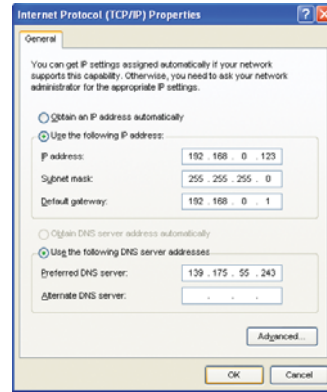 Internet Protocol (TCP/IP) Properties
General
You can get IP settings assigned automatically if your network
supports this capability. Otherwise, you need to ask your network
administrator for the appropriate IP settings.
Obtain an IP address automatically
Use the following IP address:
IP address: 192 . 168 . 0 . 123
Subnet mask: 255 . 255 . 255 . 0
Default gateway: 192 . 168 . 0 . 1
Obtain DNS server address automatically
Use the following DNS server addresses
Preferred DNS server: 139 . 175 . 55 . 243
Alternate DNS server: . . .
Advanced...
OK Cancel